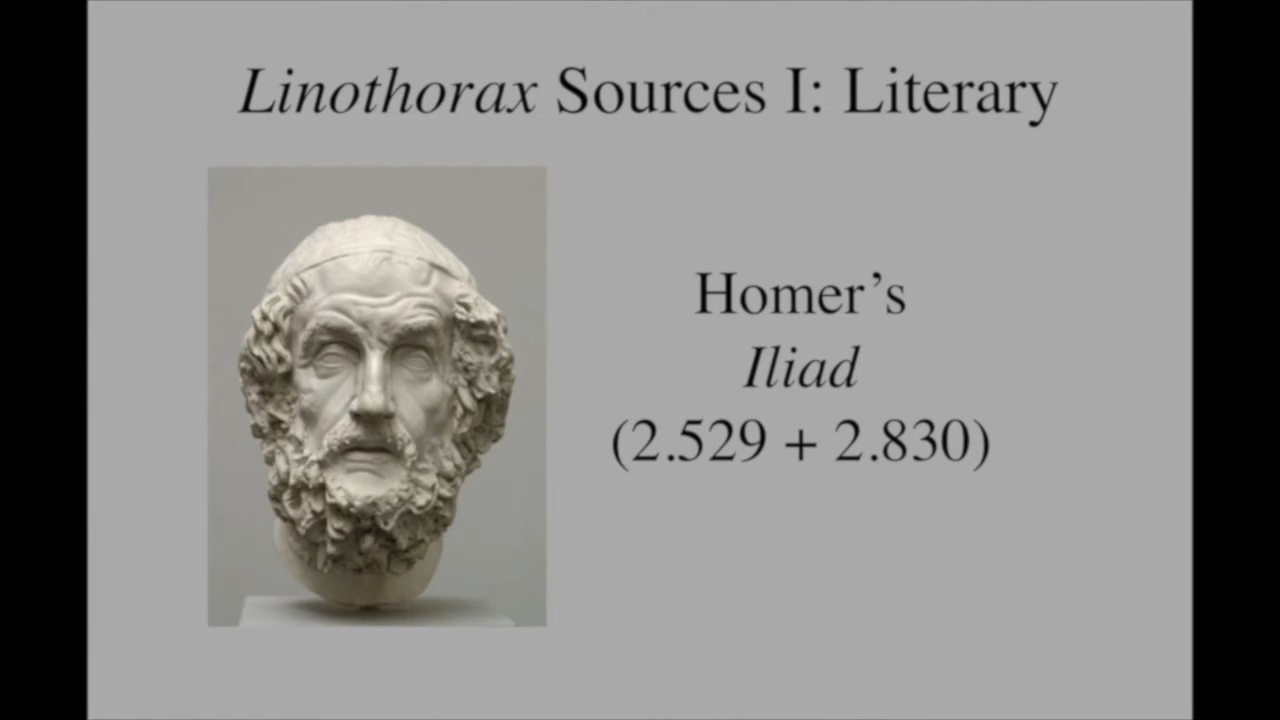 Linothorax Sources I: Literary
Homer’s
Iliad
(2.529 + 2.830)